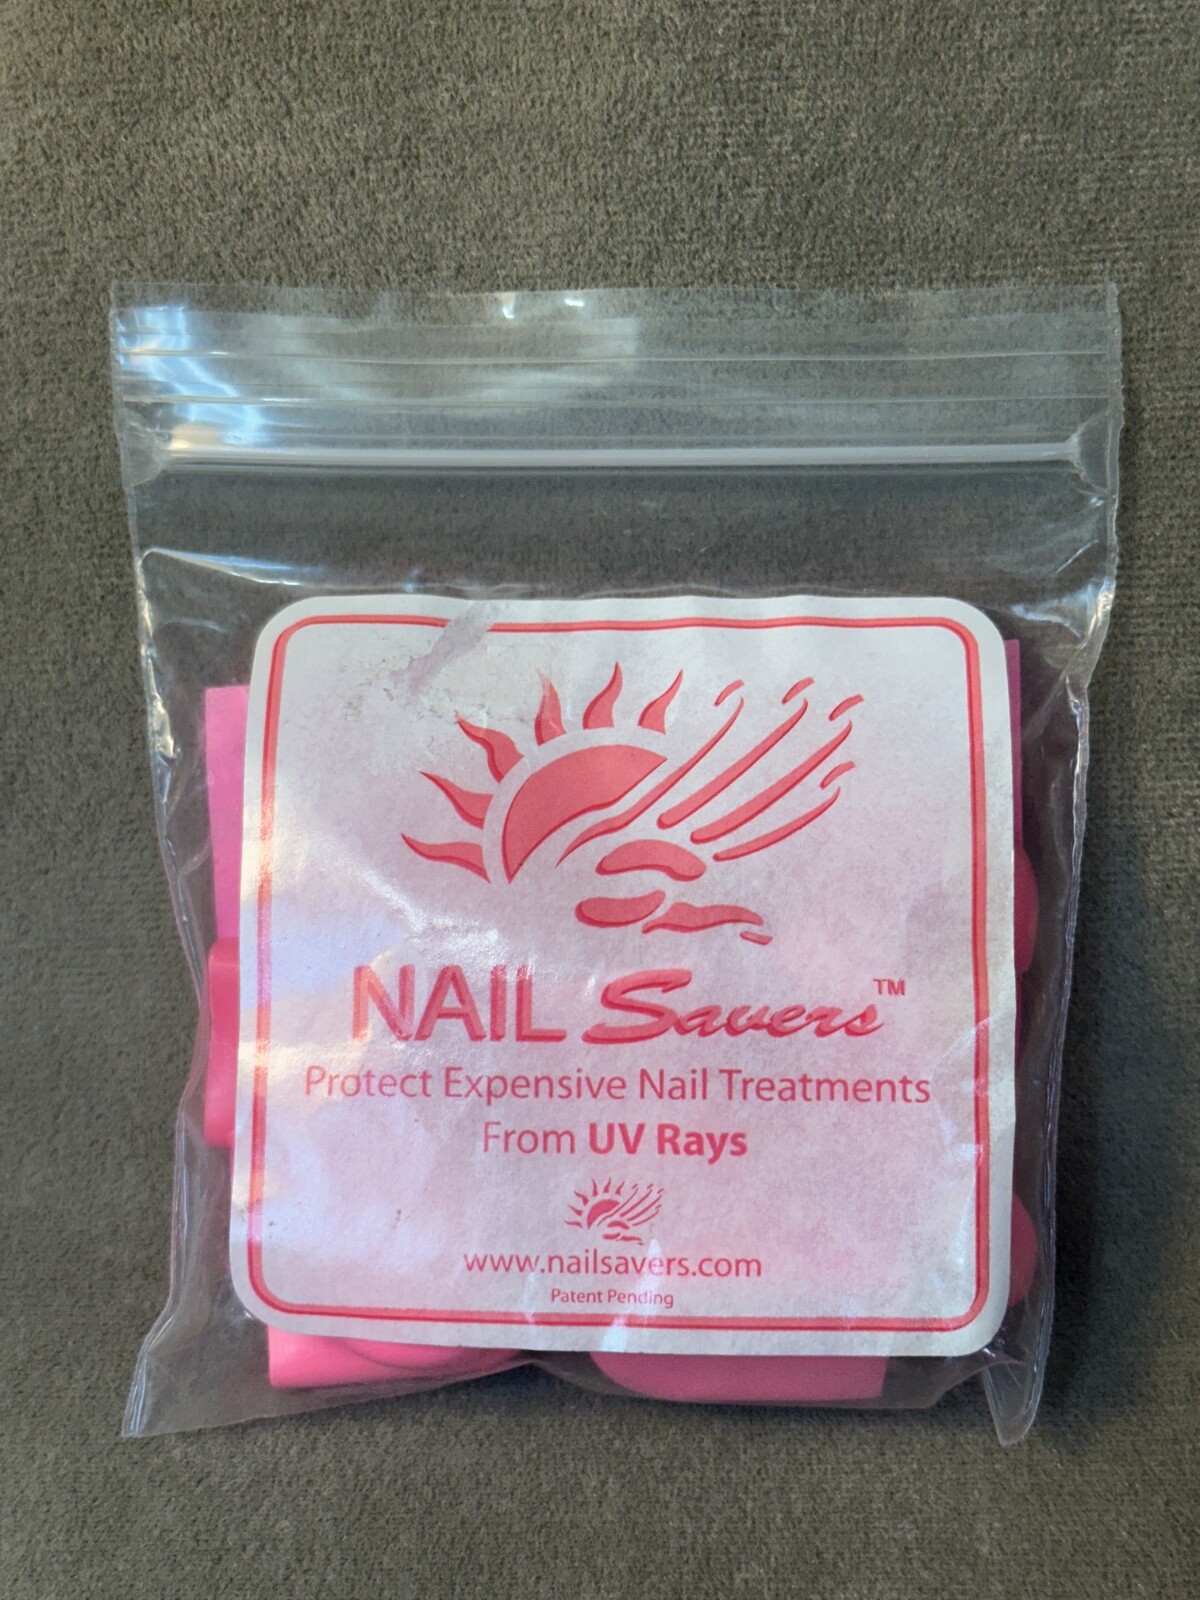 NAIL Savers™
Protect Expensive Nail Treatments
From UV Rays
www.nailsavers.com
Patent Pending